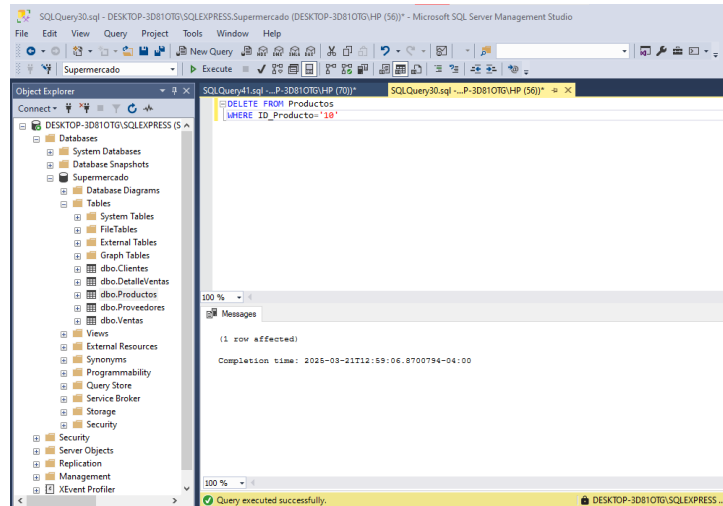 SQLQuery30.sql - DESKTOP-3D81OTG\SQLEXPRESS.Supermercado (DESKTOP-3D81OTG\HP (56))* - Microsoft SQL Server Management Studio
File Edit View Query Project Tools Window Help
New Query
Supermercado Execute
Object Explorer
SQLQuery41.sql -...P-3D81OTG\HP (70))* SQLQuery30.sql -...P-3D81OTG\HP (56))*
Connect
DESKTOP-3D81OTG\SQLEXPRESS (S
Databases
System Databases
Database Snapshots
Supermercado
Database Diagrams
Tables
System Tables
FileTables
External Tables
Graph Tables
dbo.Clientes
dbo.DetalleVentas
dbo.Productos
dbo.Proveedores
dbo.Ventas
Views
External Resources
Synonyms
Programmability
Query Store
Service Broker
Storage
Security
Security
Server Objects
Replication
Management
XEvent Profiler
DELETE FROM Productos
WHERE ID_Producto='10'
100 %
Messages
(1 row affected)
Completion time: 2025-03-21T12:59:06.8700794-04:00
100 %
Query executed successfully.
DESKTOP-3D81OTG\SQLEXPRESS ...